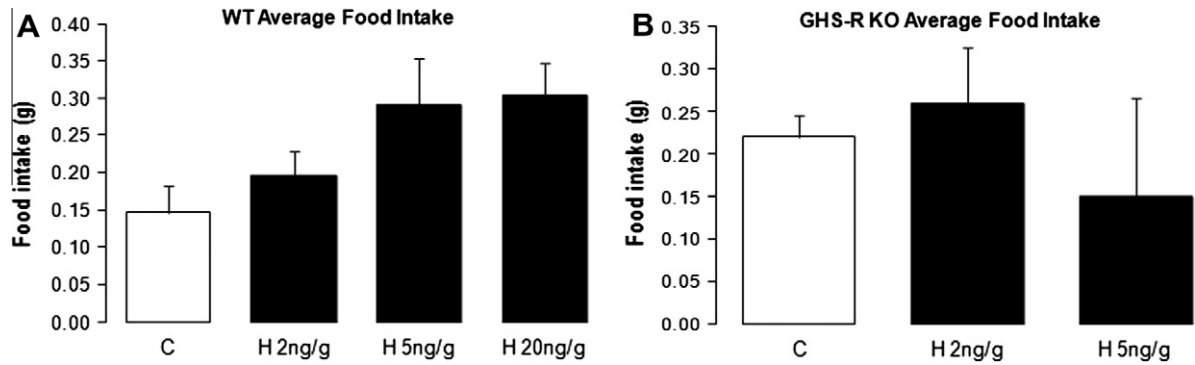 A
WT Average Food Intake
Food intake (g)
0.40
0.35
0.30
0.25
0.20
0.15
0.10
0.05
0.00
C
H 2ng/g
H 5ng/g
H 20ng/g
B
GHS-R KO Average Food Intake
Food intake (g)
0.35
0.30
0.25
0.20
0.15
0.10
0.05
0.00
C
H 2ng/g
H 5ng/g